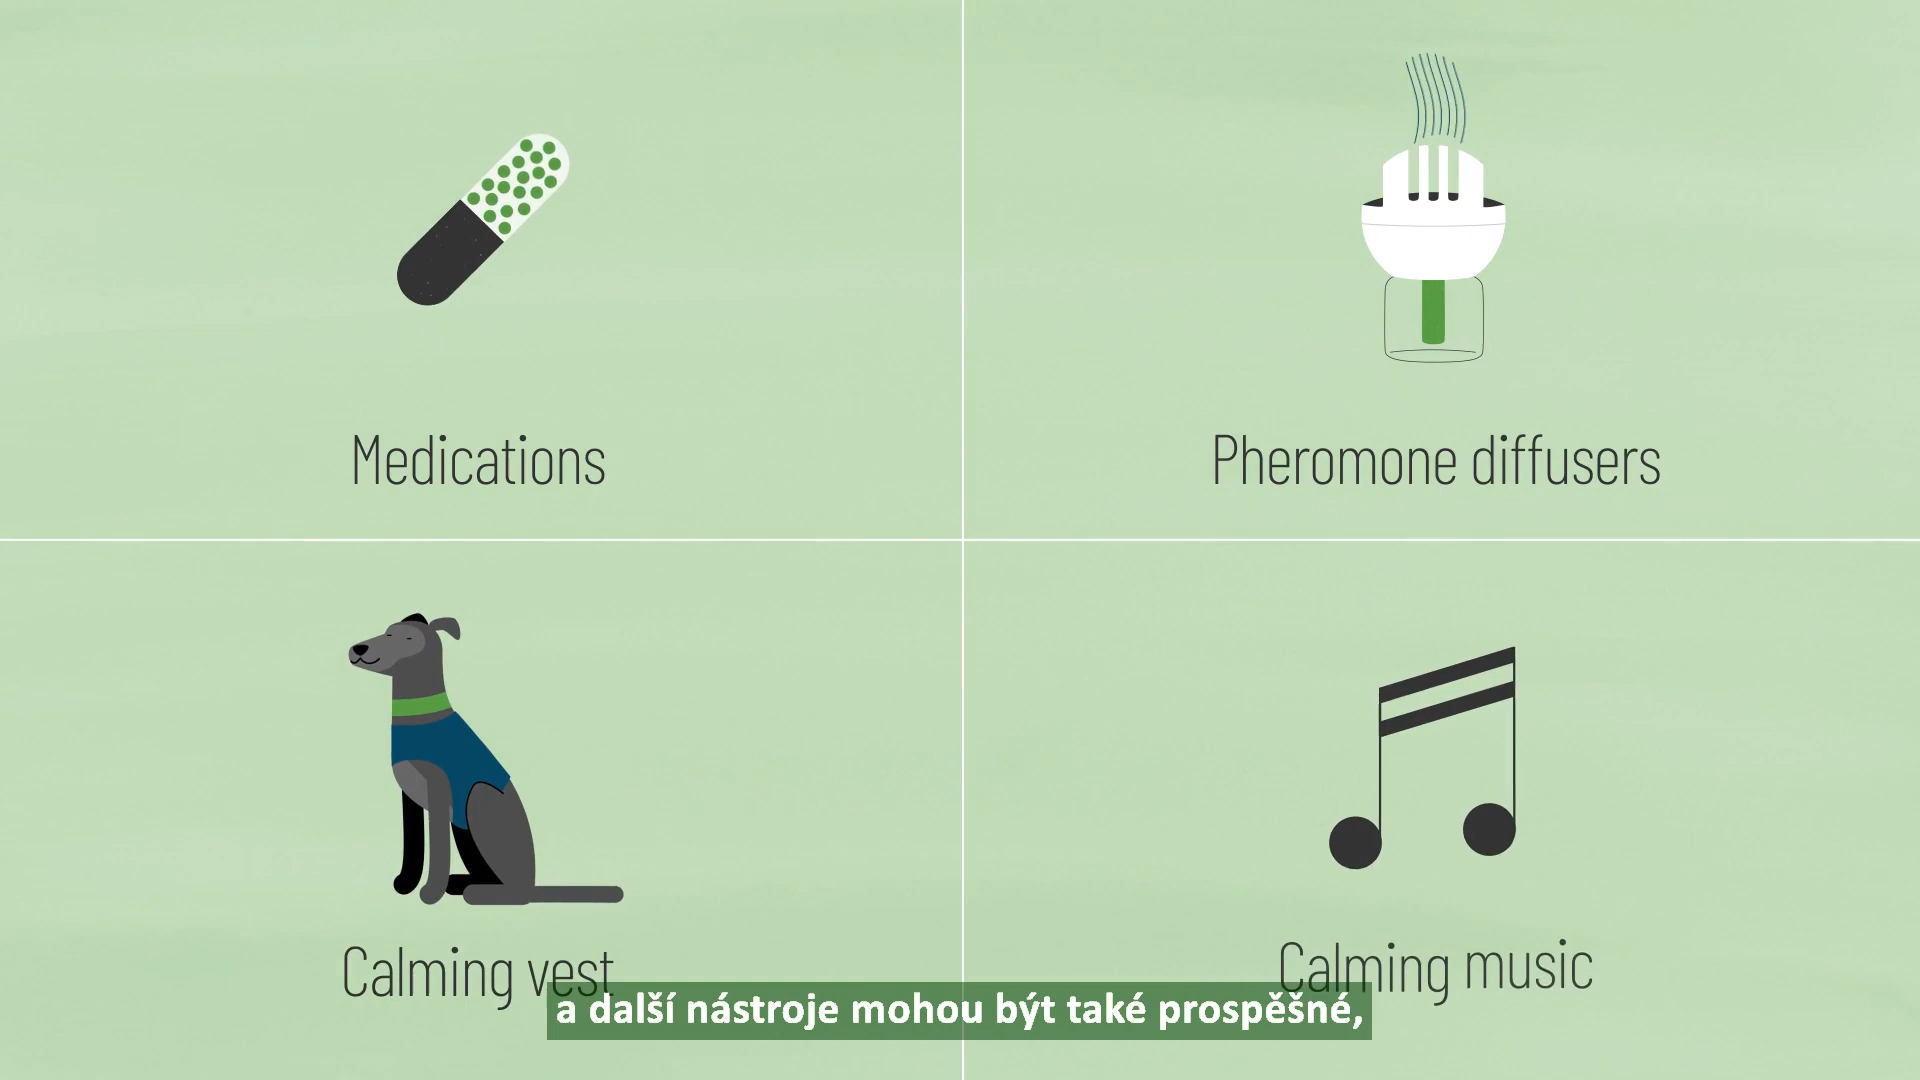 Medications
Pheromone diffusers
Calming vest
Calming music
a další nástroje mohou být také prospěšné,